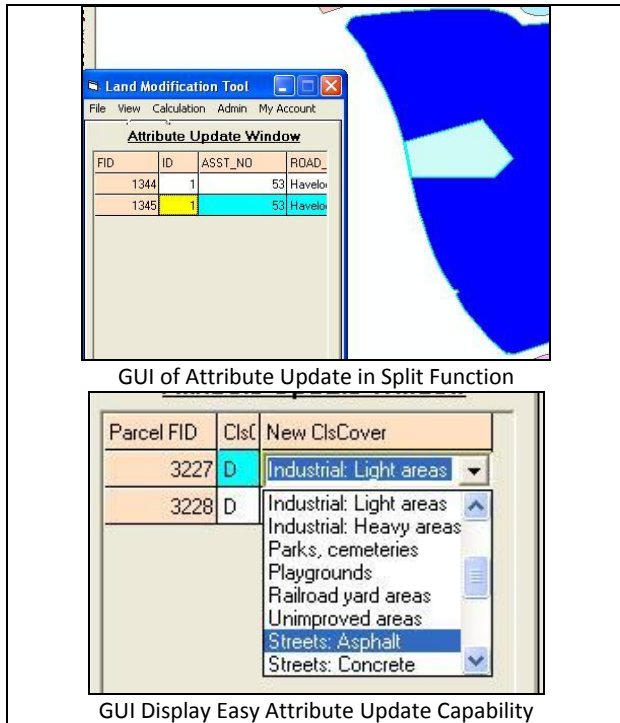 Land Modification Tool
File View Calculation Admin My Account
Attribute Update Window
FID ID ASST_NO ROAD_
1344 1 53 Havelo
1345 1 53 Havelo
GUI of Attribute Update in Split Function
Parcel FID Cls( New ClsCover
3227 D Industrial: Light areas
3228 D
Industrial: Light areas
Industrial: Heavy areas
Parks, cemeteries
Playgrounds
Railroad yard areas
Unimproved areas
Streets: Asphalt
Streets: Concrete
GUI Display Easy Attribute Update Capability